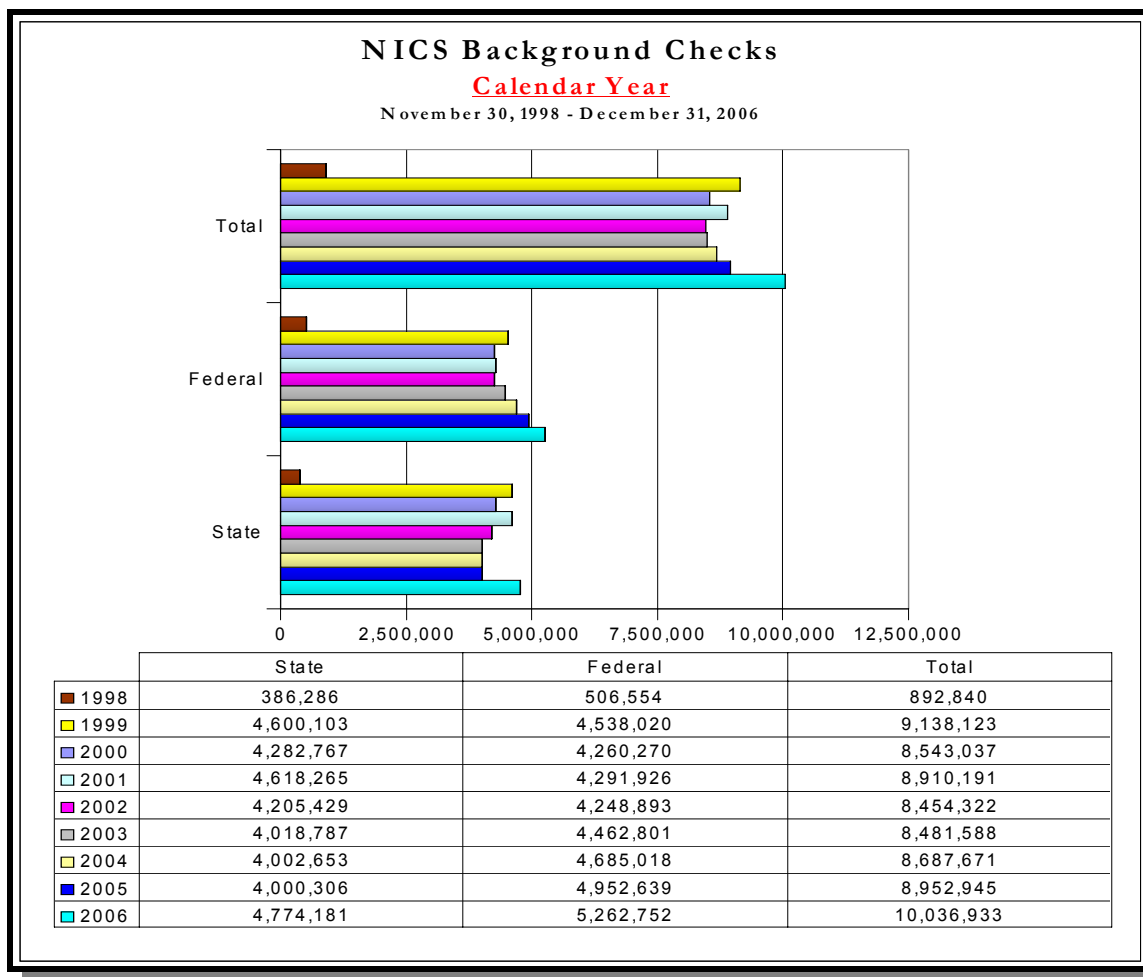 NICS Background Checks
Calendar Year
November 30, 1998 - December 31, 2006
Total
Federal
State
0 2,500,000 5,000,000 7,500,000 10,000,000 12,500,000
State Federal Total
1998 386,286 506,554 892,840
1999 4,600,103 4,538,020 9,138,123
2000 4,282,767 4,260,270 8,543,037
2001 4,618,265 4,291,926 8,910,191
2002 4,205,429 4,248,893 8,454,322
2003 4,018,787 4,462,801 8,481,588
2004 4,002,653 4,685,018 8,687,671
2005 4,000,306 4,952,639 8,952,945
2006 4,774,181 5,262,752 10,036,933